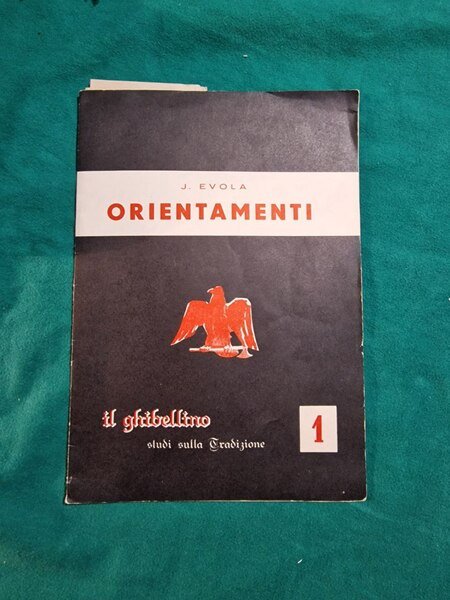 J. EVOLA
ORIENTAMENTI
il ghibellino
studi sulla Tradizione
1